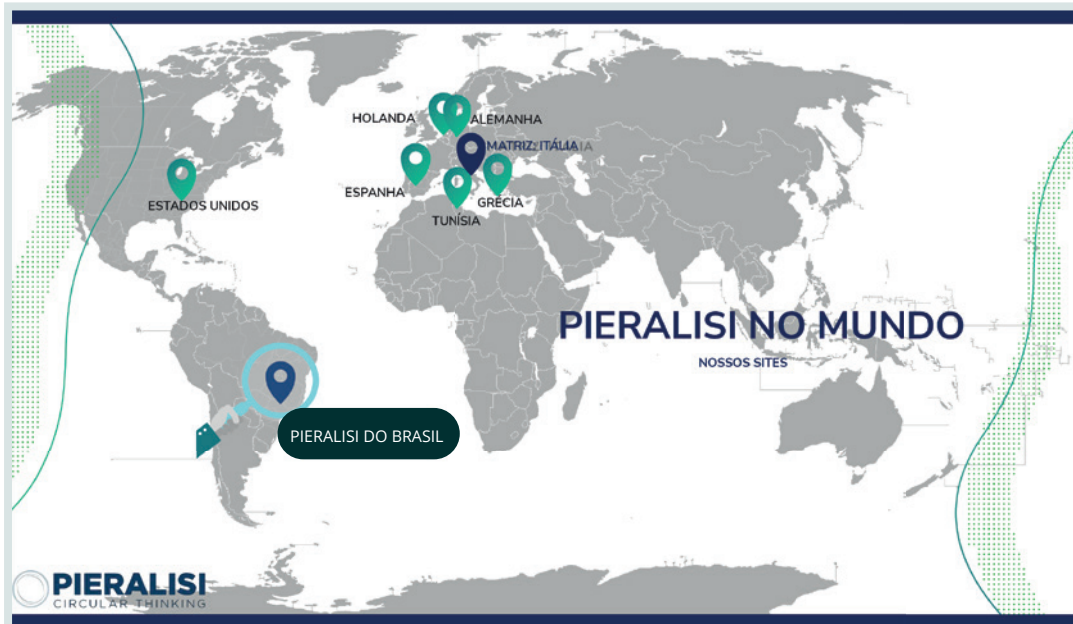 HOLANDA
ALEMANHA
MATRIZ: ITÁLIA
ESPANHA
GRÉCIA
ESTADOS UNIDOS
TUNÍSIA
PIERALISI NO MUNDO
NOSSOS SITES
PIERALISI DO BRASIL
PIERALISI
CIRCULAR THINKING